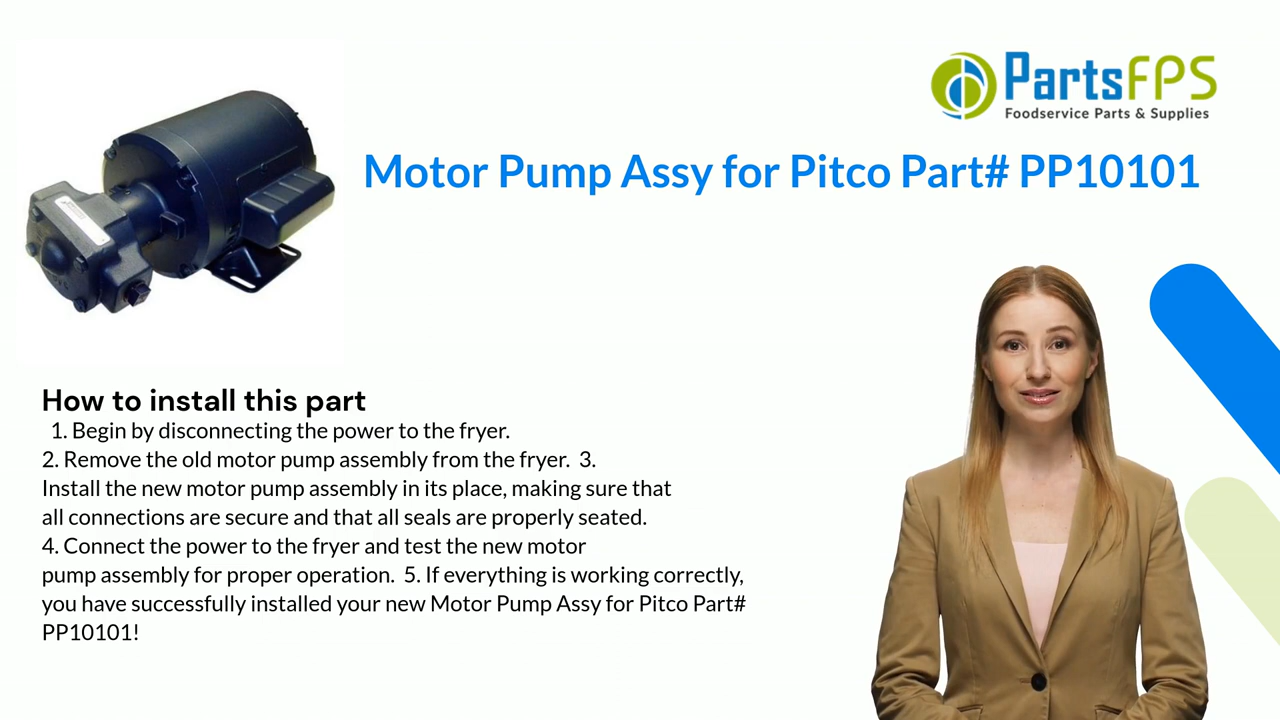 PartsFPS
Foodservice Parts & Supplies
Motor Pump Assy for Pitco Part# PP10101
How to install this part
1. Begin by disconnecting the power to the fryer.
2. Remove the old motor pump assembly from the fryer. 3.
Install the new motor pump assembly in its place, making sure that
all connections are secure and that all seals are properly seated.
4. Connect the power to the fryer and test the new motor
pump assembly for proper operation. 5. If everything is working correctly,
you have successfully installed your new Motor Pump Assy for Pitco Part#
PP10101!